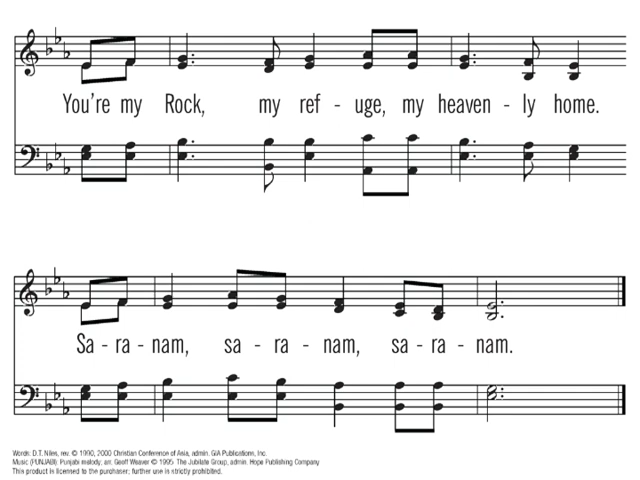 You're my Rock, my ref - uge, my heaven - ly home.
Sa - ra - nam, sa - ra - nam, sa - ra - nam.
Words: D.T. Niles, rev. © 1990, 2000 Christian Conference of Asia, admin. GIA Publications, Inc.
Music (PUNJABI): Punjabi melody; arr. Geoff Weaver © 1995 The Jubilate Group, admin. Hope Publishing Company
This product is licensed to the purchaser; further use is strictly prohibited.